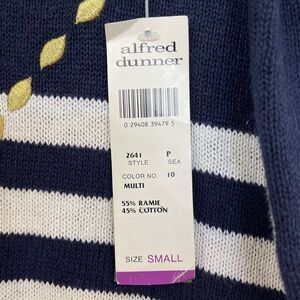 alfred
dunner
0 29408 39479 5
2641 P
STYLE SEA
COLOR NO. 10
MULTI
55% RAMIE
45% COTTON
SIZE SMALL